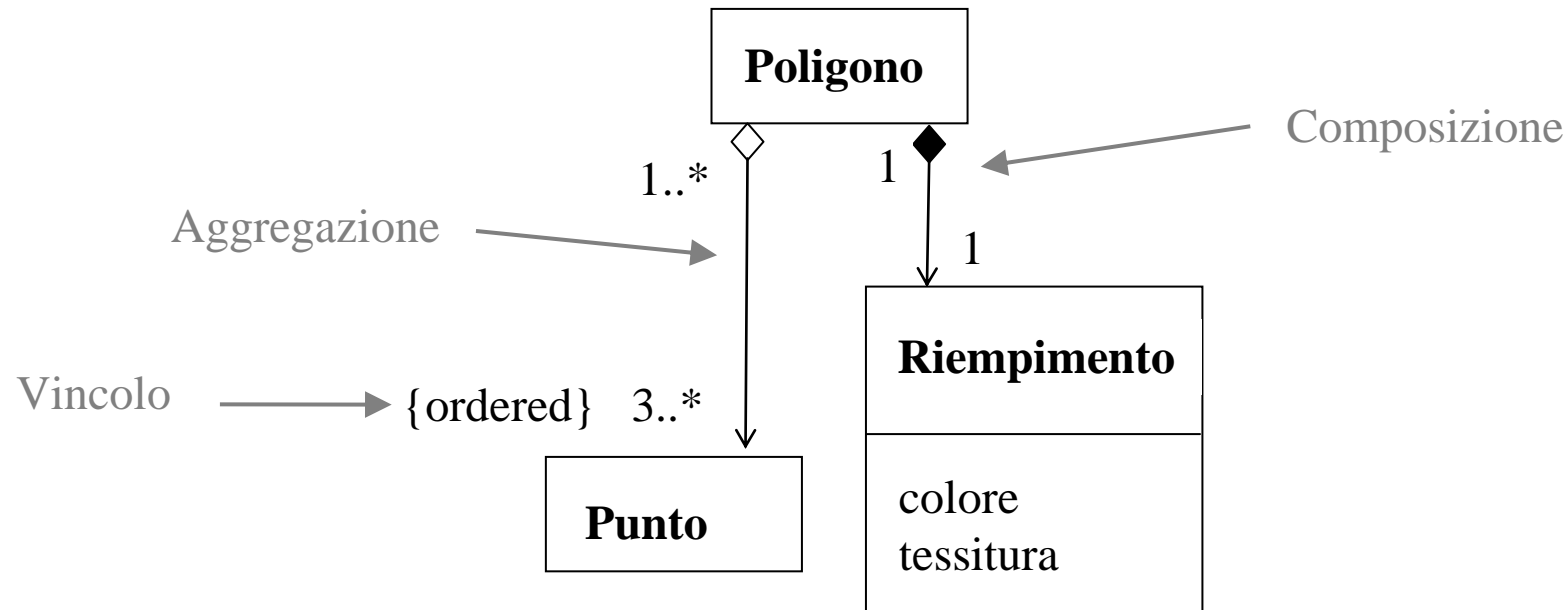 Poligono
Composizione
1..*
1
Aggregazione
1
Riempimento
Vincolo
{ordered} 3..*
colore
Punto
tessitura